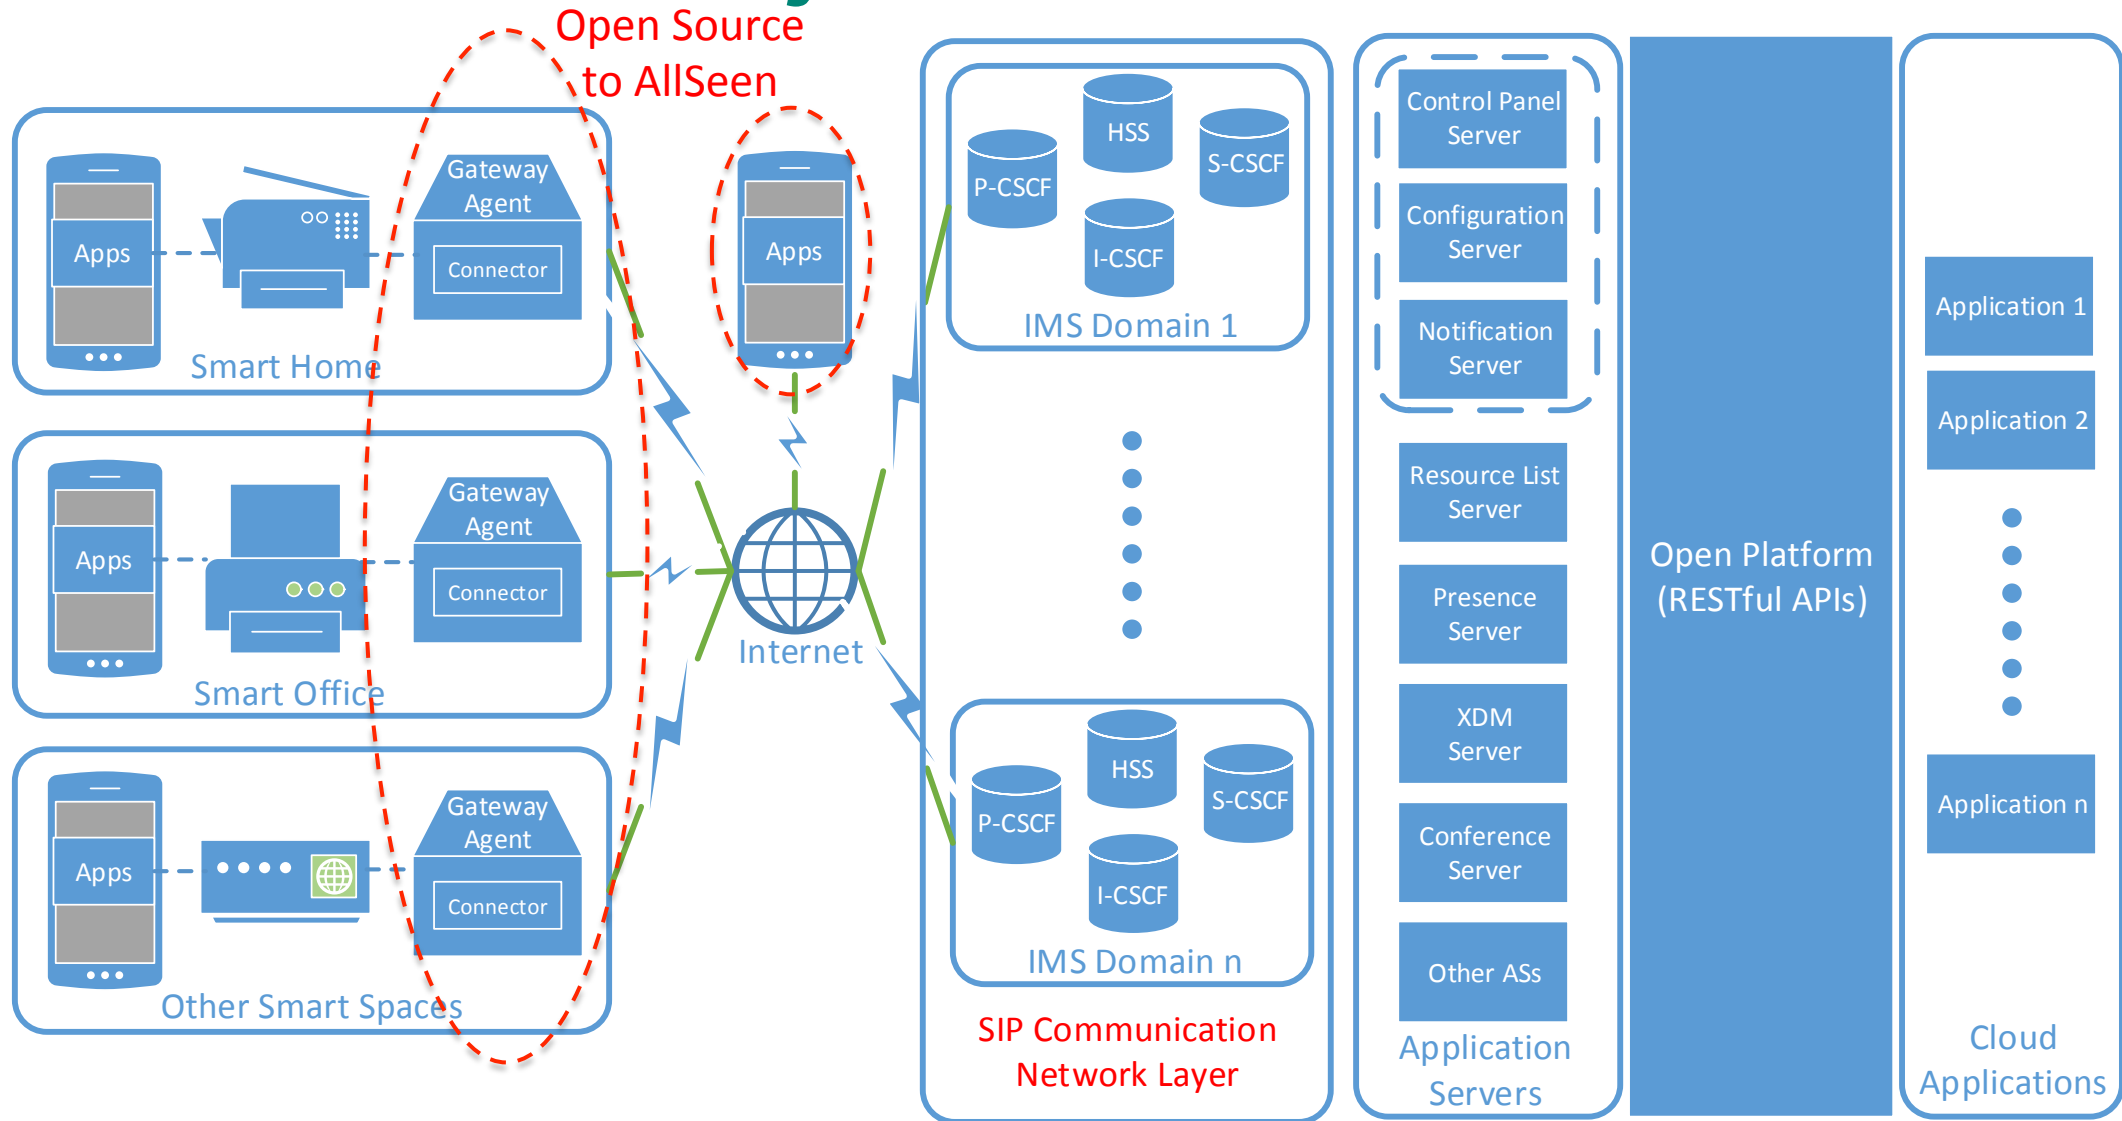 Open Source
to AllSeen
Apps
Gateway
Agent
Connector
Smart Home
Apps
Gateway
Agent
Connector
Smart Office
Apps
Gateway
Agent
Connector
Other Smart Spaces
Apps
Internet
HSS
P-CSCF
S-CSCF
I-CSCF
IMS Domain 1
HSS
P-CSCF
S-CSCF
I-CSCF
IMS Domain n
SIP Communication
Network Layer
Control Panel
Server
Configuration
Server
Notification
Server
Resource List
Server
Presence
Server
XDM
Server
Conference
Server
Other ASs
Application
Servers
Open Platform
(RESTful APIs)
Application 1
Application 2
Application n
Cloud
Applications